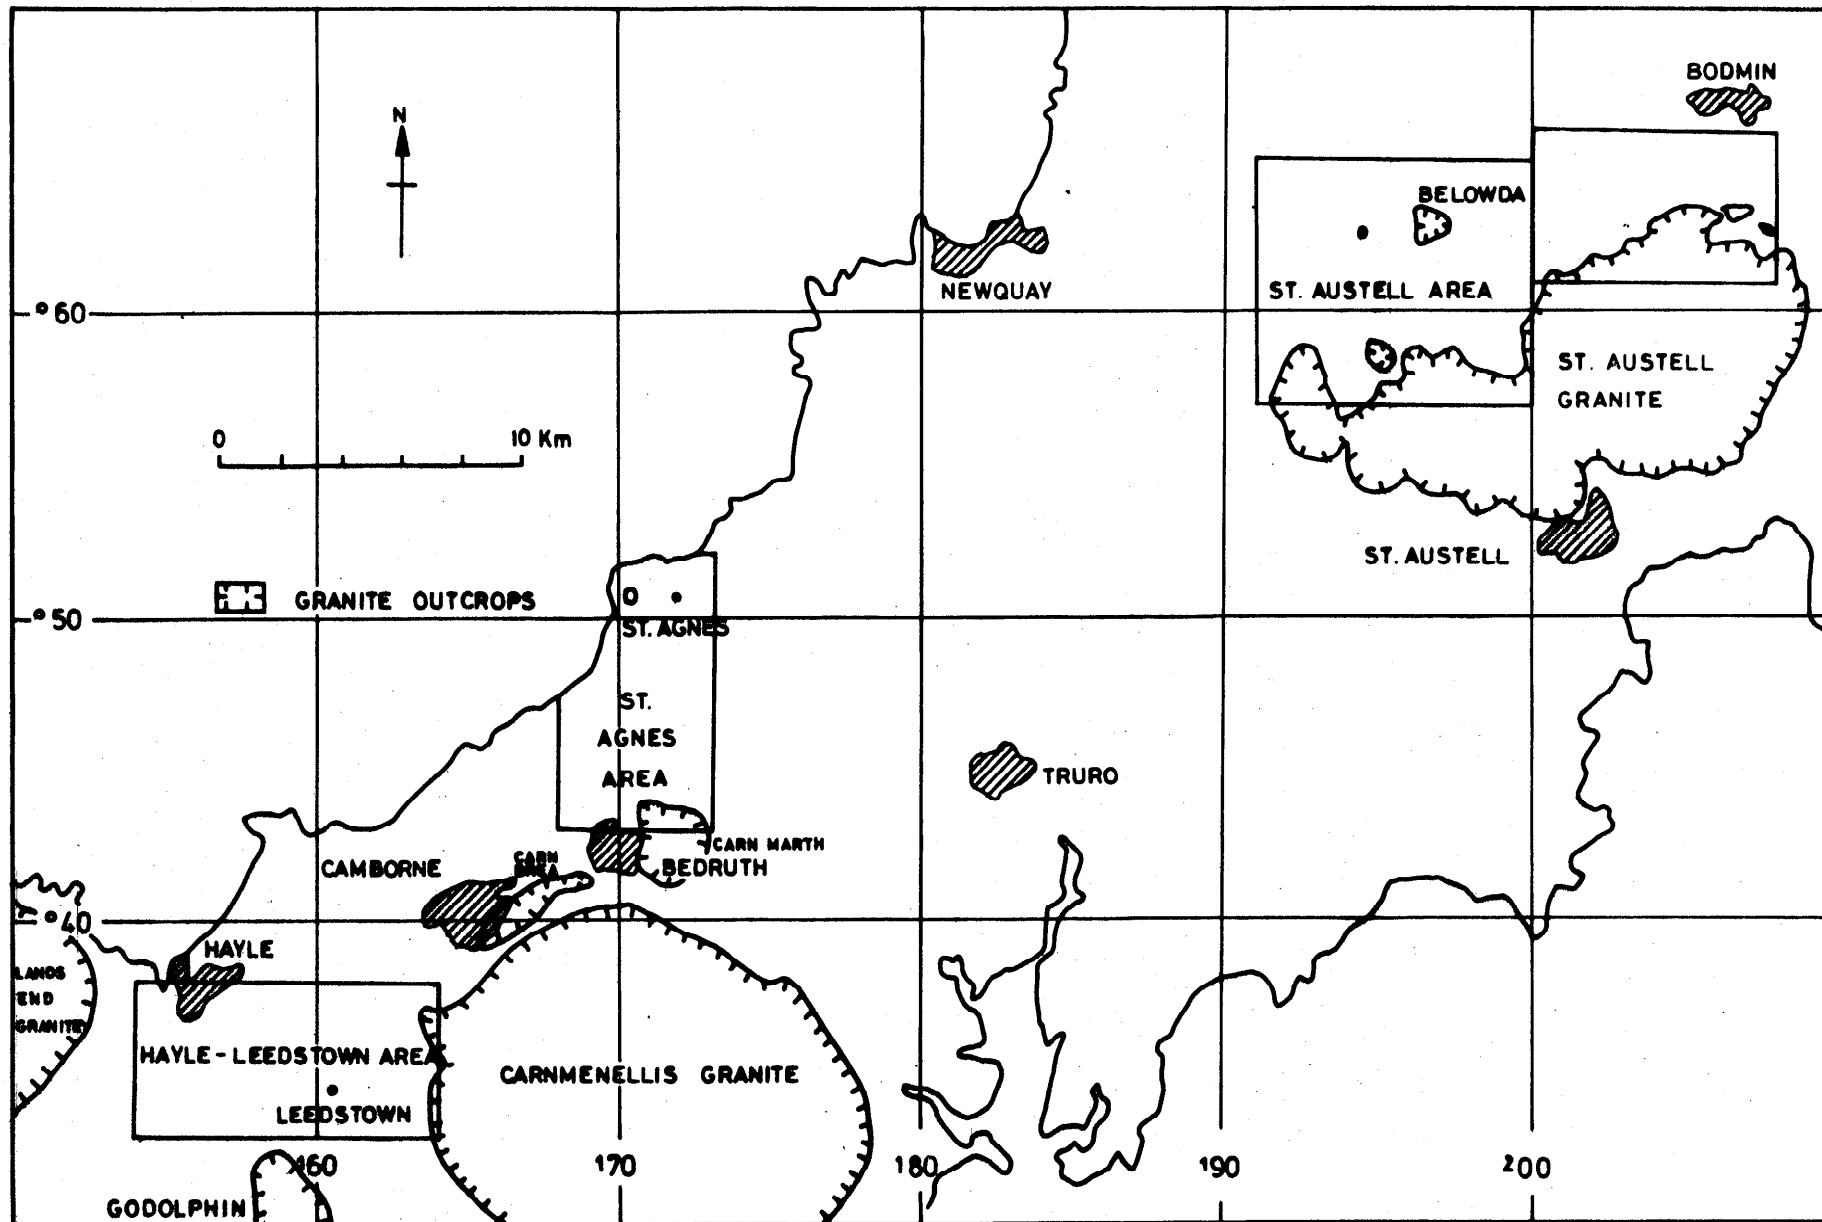 BODMIN
N
BELOWDA
NEWQUAY
ST. AUSTELL AREA
°60
ST. AUSTELL
GRANITE
0 10 Km
ST. AUSTELL
GRANITE OUTCROPS
°50
ST. AGNES
ST.
AGNES
AREA
TRURO
CARN MARTH
CAMBORNE
CARN
BREA
BEDRUTH
°40
HAYLE
LANDS
END
GRANITE
HAYLE-LEEDSTOWN AREA
CARNMENELLIS GRANITE
LEEDSTOWN
160 170 180 190 200
GODOLPHIN